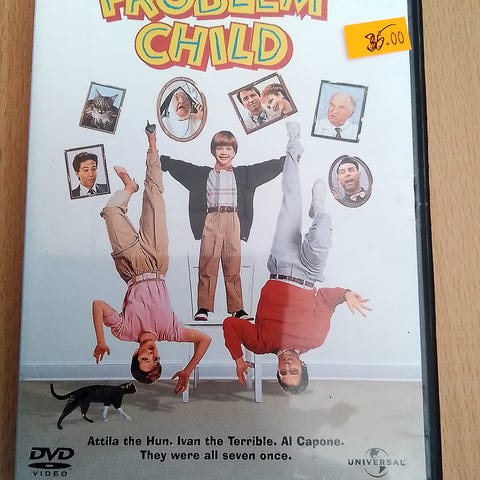 PROBLEM
CHILD
35.00
Attila the Hun. Ivan the Terrible. Al Capone.
They were all seven once.
DVD
VIDEO
UNIVERSAL